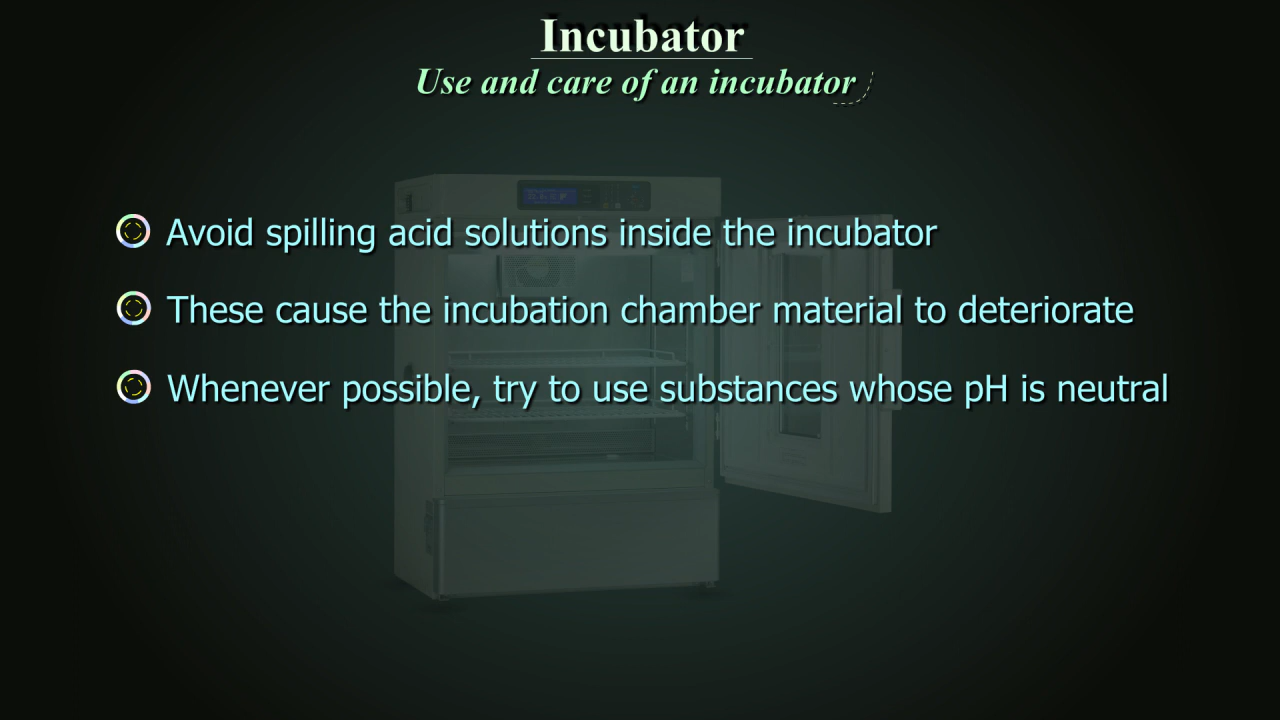 Incubator
Use and care of an incubator
Avoid spilling acid solutions inside the incubator
These cause the incubation chamber material to deteriorate
Whenever possible, try to use substances whose pH is neutral